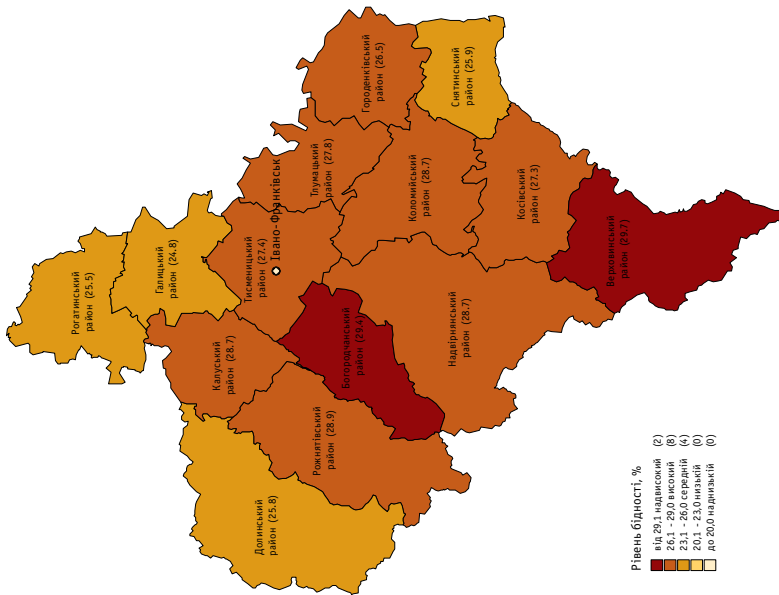 Рогатинський
район (25.5)
Галицький
район (24.8)
Тисменицький
район (27.4)
Івано-Франківськ
Тлумацький
район (27.8)
Городенківський
район (26.5)
Снятинський
район (25.9)
Калуський
район (28.7)
Богородчанський
район (29.4)
Коломийський
район (28.7)
Косівський
район (27.3)
Долинський
район (25.8)
Рожнятівський
район (28.9)
Надвірнянський
район (28.7)
Верховинський
район (29.7)
Рівень бідності, %
від 29,1 надвисокий (2)
26,1 - 29,0 високий (8)
23,1 - 26,0 середній (4)
20,1 - 23,0 низький (0)
до 20,0 наднизькій (0)